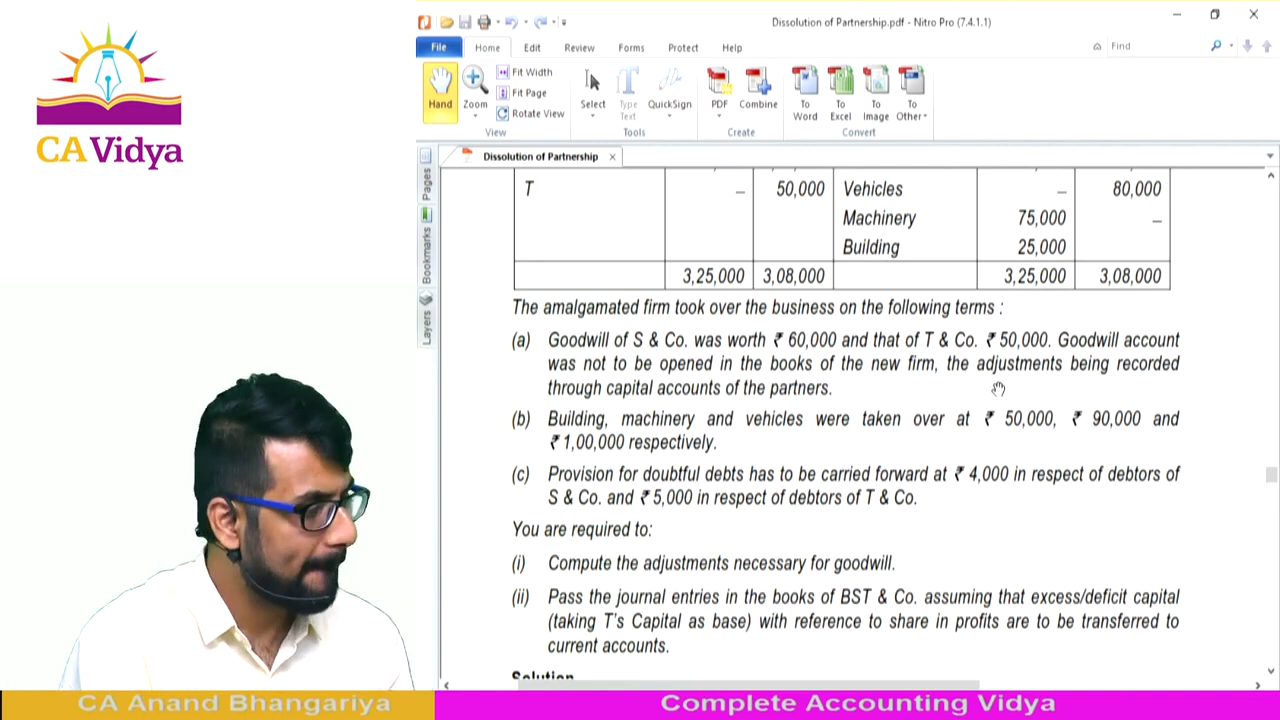 Dissolution of Partnership.pdf - Nitro Pro (7.4.1.1)
File Home Edit Review Forms Protect Help Find
Hand Zoom Fit Width Fit Page Rotate View Select Type Text QuickSign PDF Combine To Word To Excel To Image To Other
View Tools Create Convert
CA Vidya
Dissolution of Partnership
Pages
Bookmarks
Layers
T – 50,000 Vehicles – 80,000
Machinery 75,000 –
Building 25,000
3,25,000 3,08,000 3,25,000 3,08,000
The amalgamated firm took over the business on the following terms :
(a) Goodwill of S & Co. was worth ₹ 60,000 and that of T & Co. ₹ 50,000. Goodwill account
was not to be opened in the books of the new firm, the adjustments being recorded
through capital accounts of the partners.
(b) Building, machinery and vehicles were taken over at ₹ 50,000, ₹ 90,000 and
₹ 1,00,000 respectively.
(c) Provision for doubtful debts has to be carried forward at ₹ 4,000 in respect of debtors of
S & Co. and ₹ 5,000 in respect of debtors of T & Co.
You are required to:
(i) Compute the adjustments necessary for goodwill.
(ii) Pass the journal entries in the books of BST & Co. assuming that excess/deficit capital
(taking T's Capital as base) with reference to share in profits are to be transferred to
current accounts.
Solution
CA Anand Bhangariya
Complete Accounting Vidya